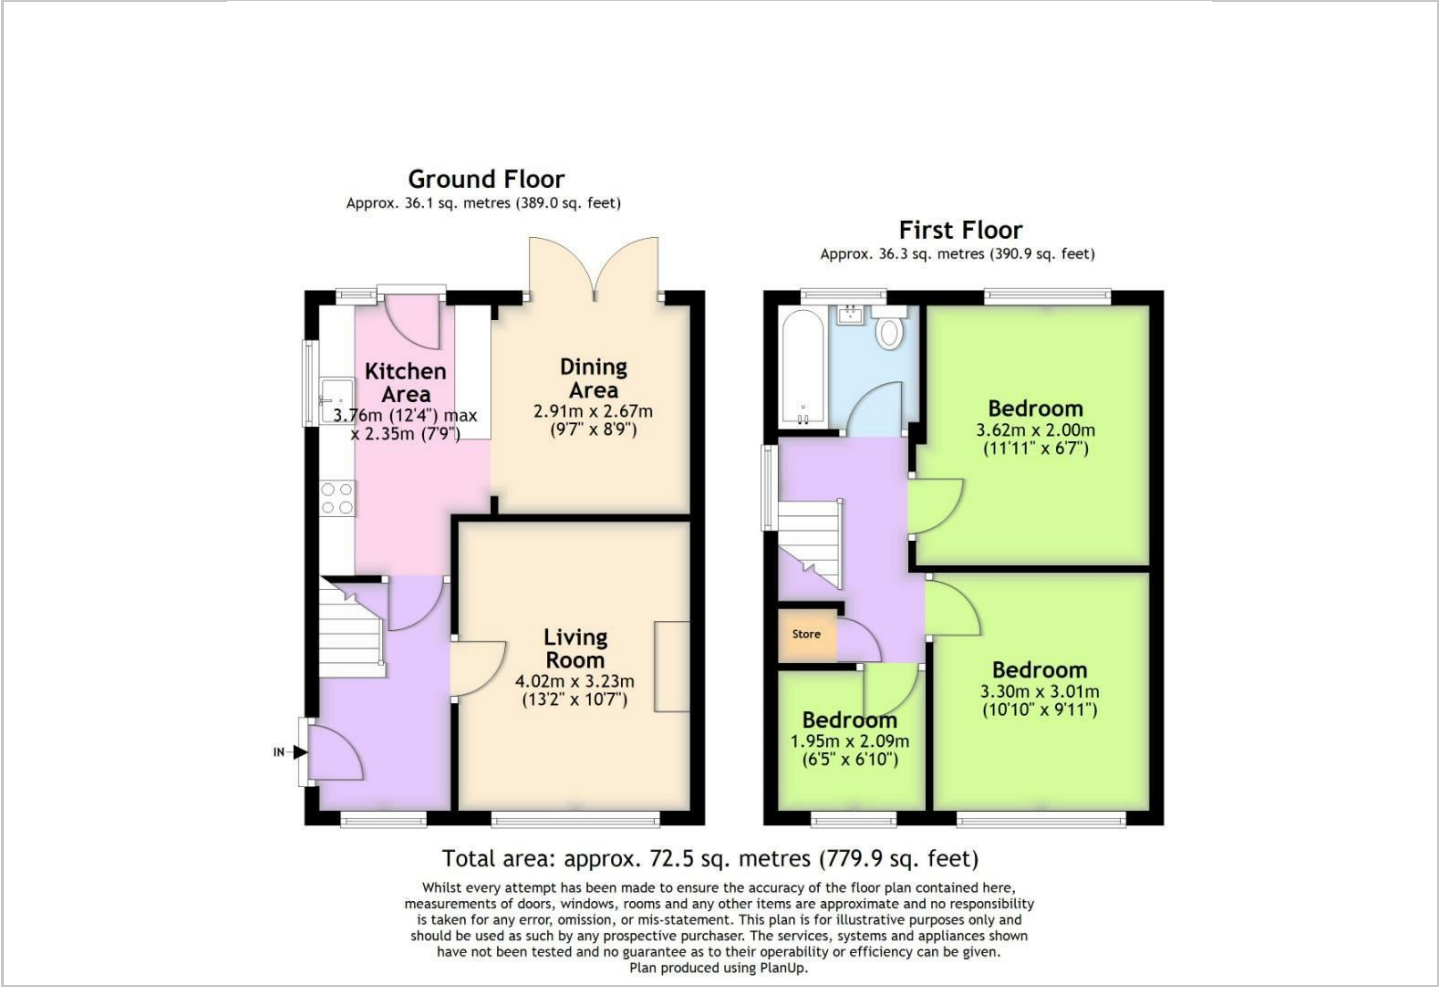 Ground Floor
Approx. 36.1 sq. metres (389.0 sq. feet)
Kitchen
Area
3.76m (12'4") max
x 2.35m (7'9")
Dining
Area
2.91m x 2.67m
(9'7" x 8'9")
Living
Room
4.02m x 3.23m
(13'2" x 10'7")
IN
First Floor
Approx. 36.3 sq. metres (390.9 sq. feet)
Bedroom
3.62m x 2.00m
(11'11" x 6'7")
Store
Bedroom
3.30m x 3.01m
(10'10" x 9'11")
Bedroom
1.95m x 2.09m
(6'5" x 6'10")
Total area: approx. 72.5 sq. metres (779.9 sq. feet)
Whilst every attempt has been made to ensure the accuracy of the floor plan contained here,
measurements of doors, windows, rooms and any other items are approximate and no responsibility
is taken for any error, omission, or mis-statement. This plan is for illustrative purposes only and
should be used as such by any prospective purchaser. The services, systems and appliances shown
have not been tested and no guarantee as to their operability or efficiency can be given.
Plan produced using PlanUp.